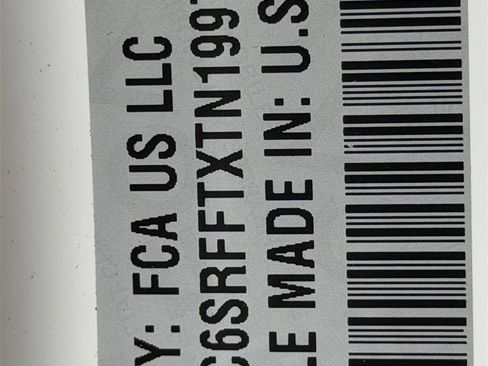 Y: FCA US LLC
C6SRFFTXTN199
LE MADE IN: U.S